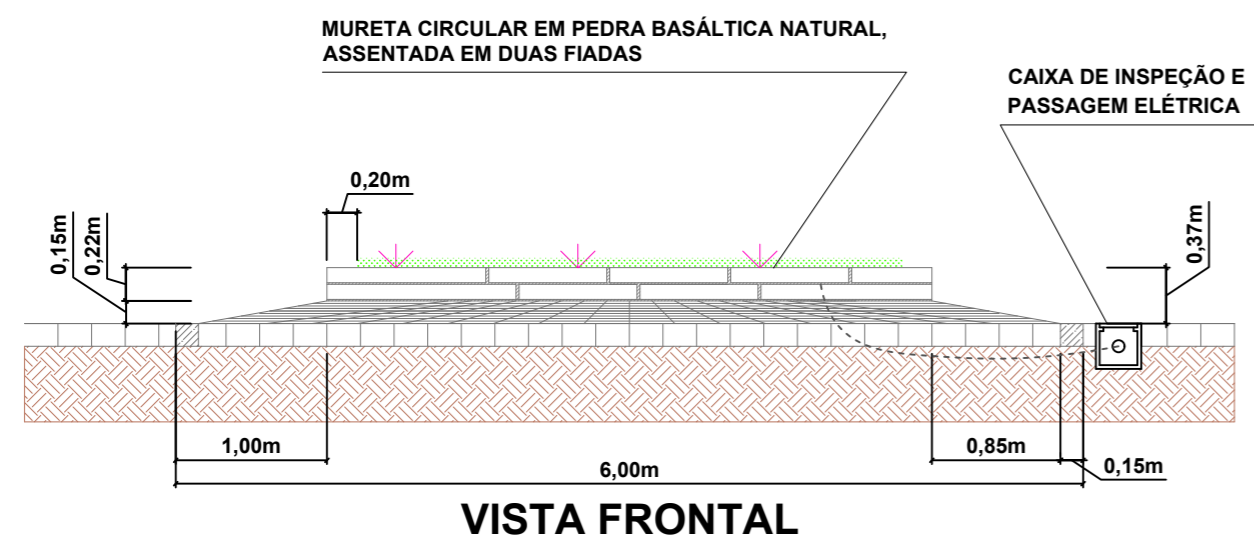 MURETA CIRCULAR EM PEDRA BASÁLTICA NATURAL,
ASSENTADA EM DUAS FIADAS
CAIXA DE INSPEÇÃO E
PASSAGEM ELÉTRICA
0,20m
0,15m
0,22m
0,37m
1,00m
0,85m
0,15m
6,00m
VISTA FRONTAL